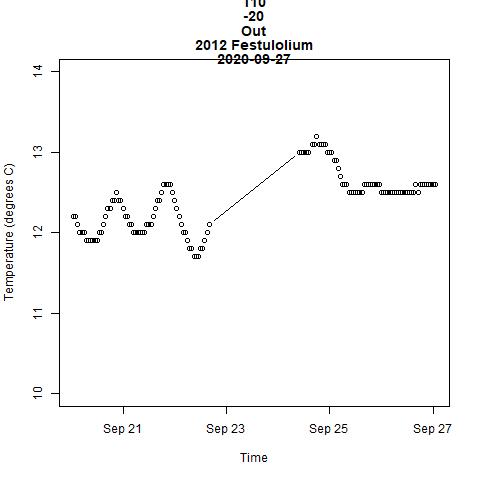 110
-20
Out
2012 Festulolium
2020-09-27
14
13
12
11
10
Temperature (degrees C)
Sep 21
Sep 23
Sep 25
Sep 27
Time